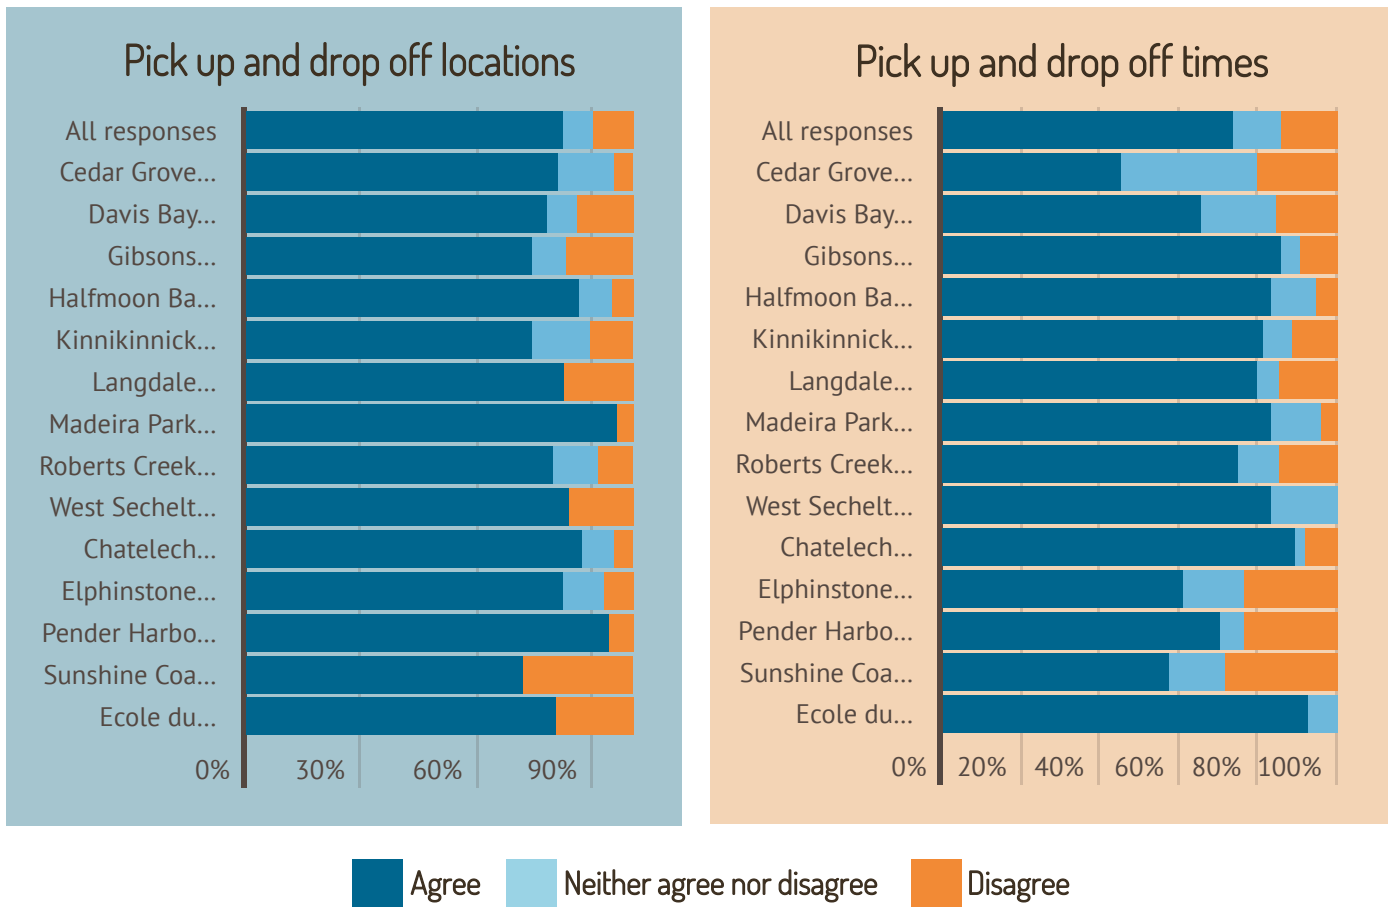 Pick up and drop off locations
All responses
Cedar Grove...
Davis Bay...
Gibsons...
Halfmoon Ba...
Kinnikinnick...
Langdale...
Madeira Park...
Roberts Creek...
West Sechelt...
Chatelech...
Elphinstone...
Pender Harbo...
Sunshine Coa...
Ecole du...
0% 30% 60% 90%
Pick up and drop off times
All responses
Cedar Grove...
Davis Bay...
Gibsons...
Halfmoon Ba...
Kinnikinnick...
Langdale...
Madeira Park...
Roberts Creek...
West Sechelt...
Chatelech...
Elphinstone...
Pender Harbo...
Sunshine Coa...
Ecole du...
0% 20% 40% 60% 80% 100%
Agree Neither agree nor disagree Disagree